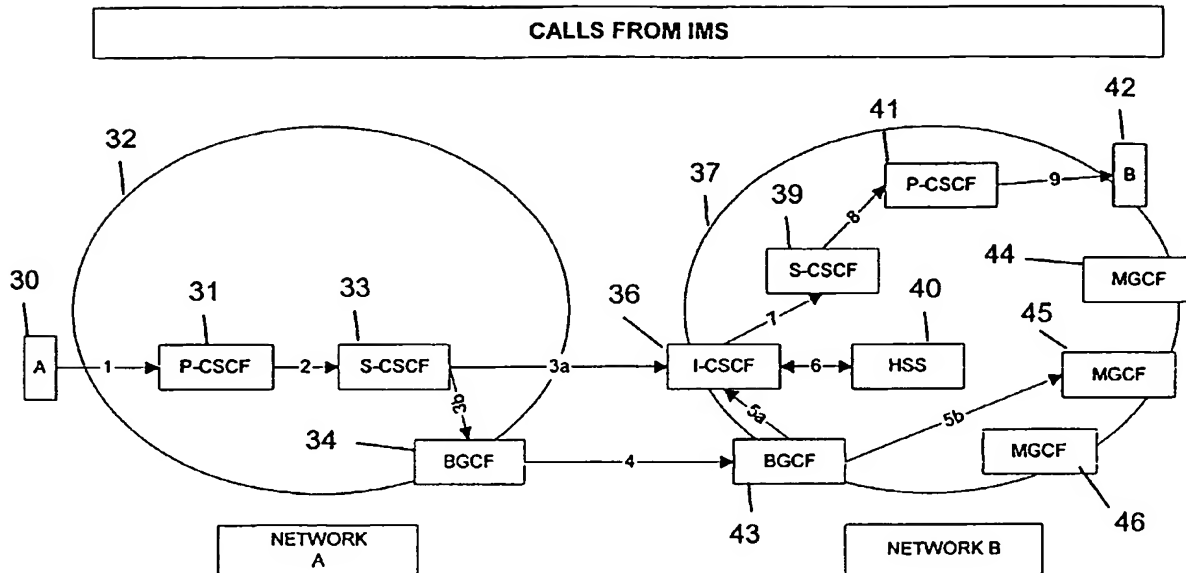 CALLS FROM IMS
42
41
32
B
P-CSCF
9
37
39
8
44
S-CSCF
MGCF
30
31
33
36
7
40
45
A
1
P-CSCF
2
S-CSCF
3a
I-CSCF
6
HSS
MGCF
3b
5a
5b
34
BGCF
4
BGCF
MGCF
43
46
NETWORK
A
NETWORK B